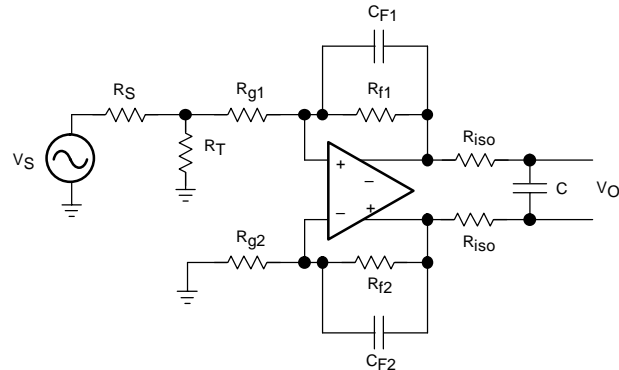 CF1
RS
Rg1
Rf1
RT
VS
Riso
+
−
−
+
C
VO
Rg2
Riso
Rf2
CF2